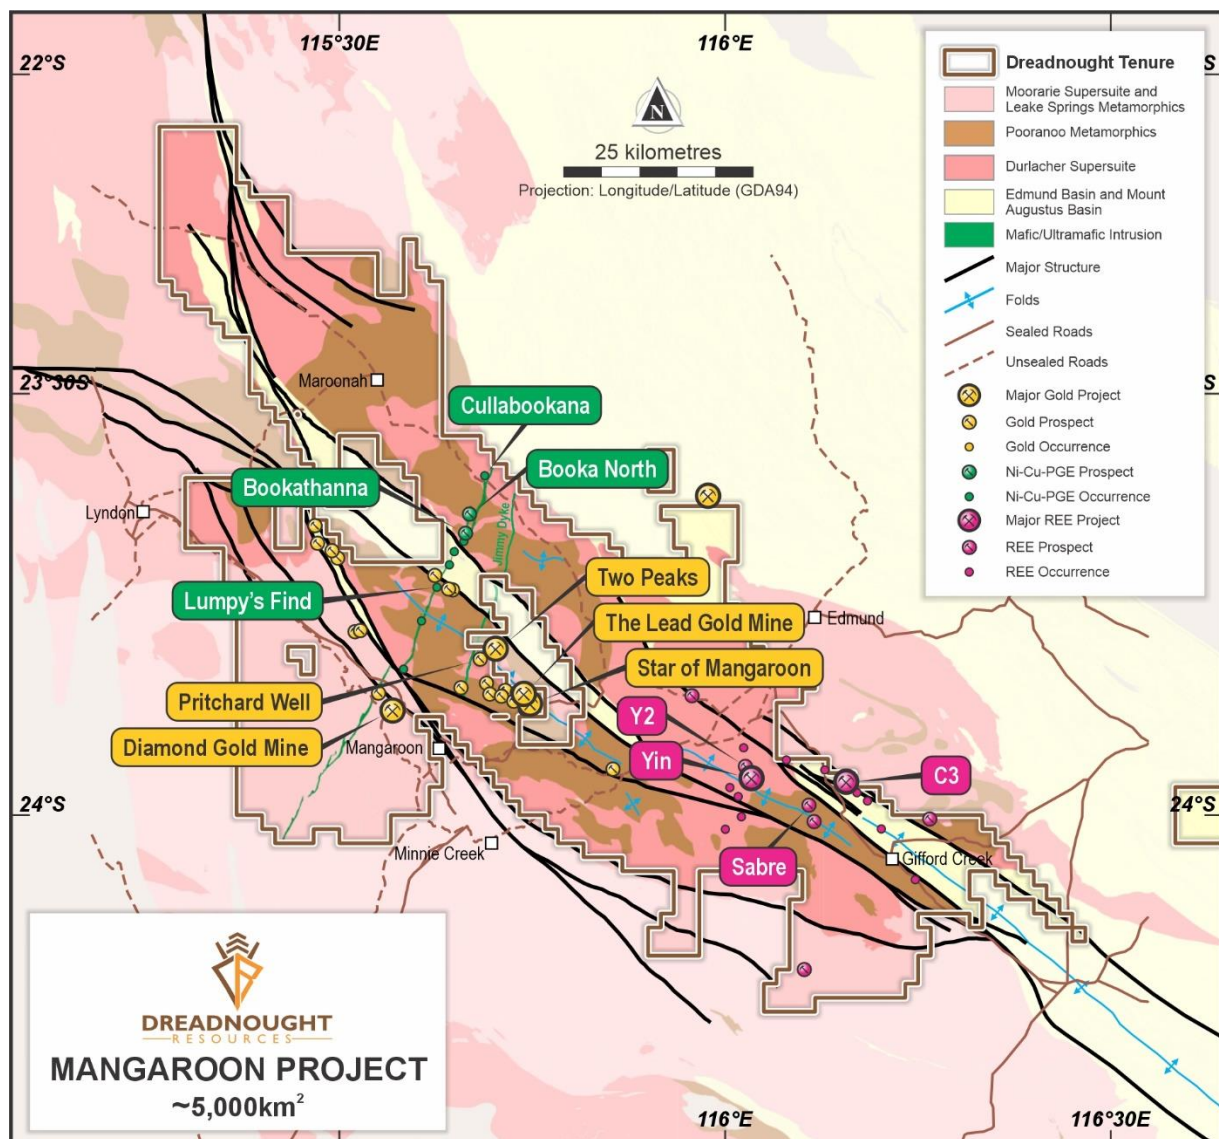 115°30E
116°E
22°S
S
N
25 kilometres
Projection: Longitude/Latitude (GDA94)
Dreadnought Tenure
Moorarie Supersuite and
Leake Springs Metamorphics
Pooranoo Metamorphics
Durlacher Supersuite
Edmund Basin and Mount
Augustus Basin
Mafic/Ultramafic Intrusion
Major Structure
Folds
Sealed Roads
Unsealed Roads
Major Gold Project
Gold Prospect
Gold Occurrence
Ni-Cu-PGE Prospect
Ni-Cu-PGE Occurrence
Major REE Project
REE Prospect
REE Occurrence
23°30S
S
Maroonah
Cullabookana
Booka North
Bookathanna
Lyndon
Jimmy Dyke
Two Peaks
Lumpy's Find
The Lead Gold Mine
Edmund
Star of Mangaroon
Pritchard Well
Y2
Diamond Gold Mine
Mangaroon
Yin
C3
24°S
24°S
Minnie Creek
Gifford Creek
Sabre
DREADNOUGHT
RESOURCES
MANGAROON PROJECT
~5,000km²
116°E
116°30E